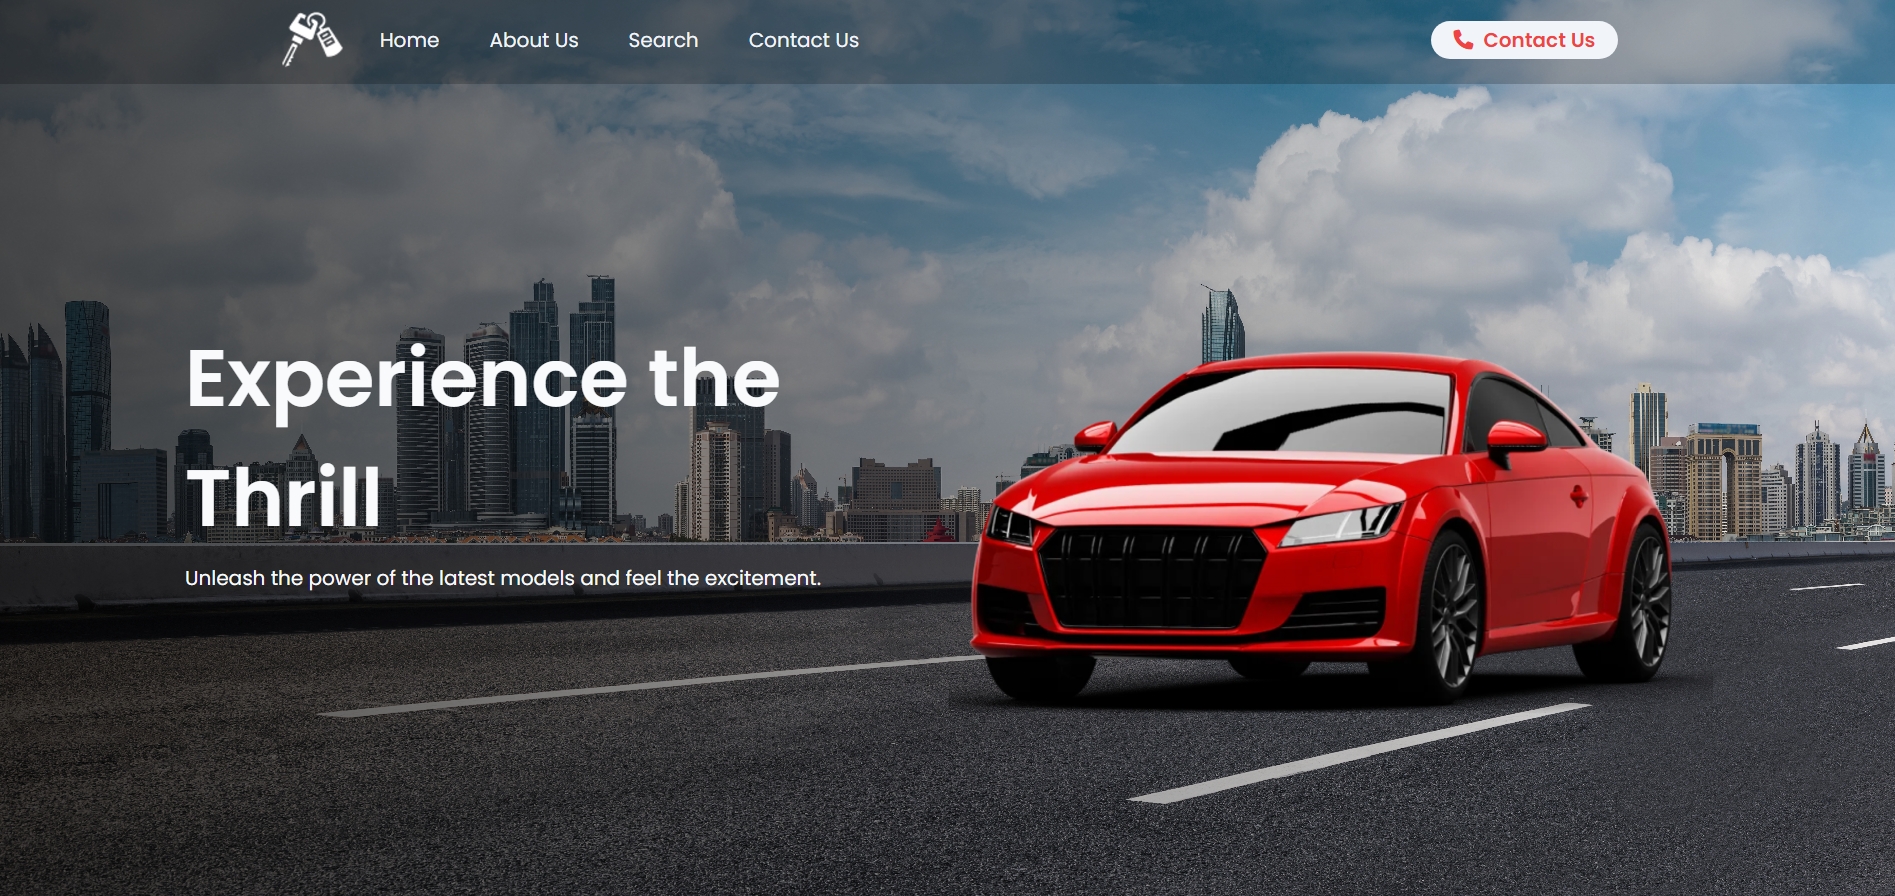 Home
About Us
Search
Contact Us
Contact Us
Experience the
Thrill
Unleash the power of the latest models and feel the excitement.